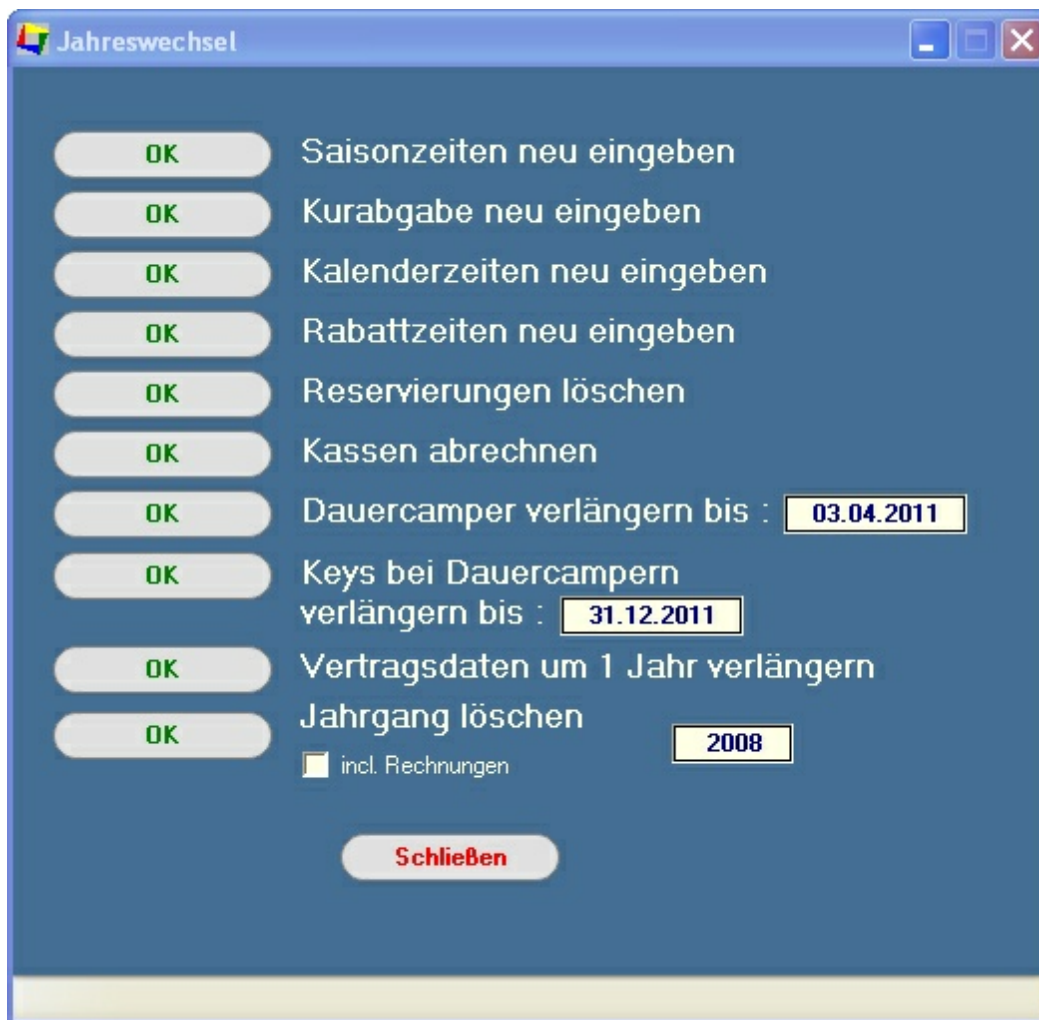 Jahreswechsel
OK Saisonzeiten neu eingeben
OK Kurabgabe neu eingeben
OK Kalenderzeiten neu eingeben
OK Rabattzeiten neu eingeben
OK Reservierungen löschen
OK Kassen abrechnen
OK Dauercamper verlängern bis : 03.04.2011
OK Keys bei Dauercampern
verlängern bis : 31.12.2011
OK Vertragsdaten um 1 Jahr verlängern
OK Jahrgang löschen 2008
incl. Rechnungen
Schließen